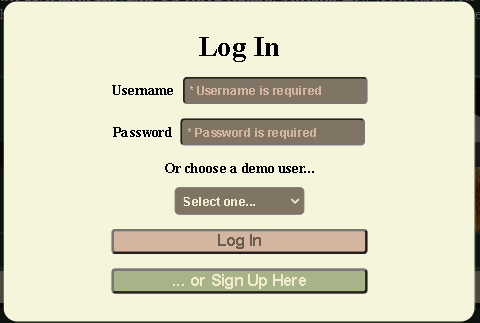 Log In
Username * Username is required
Password * Password is required
Or choose a demo user...
Select one...
Log In
... or Sign Up Here